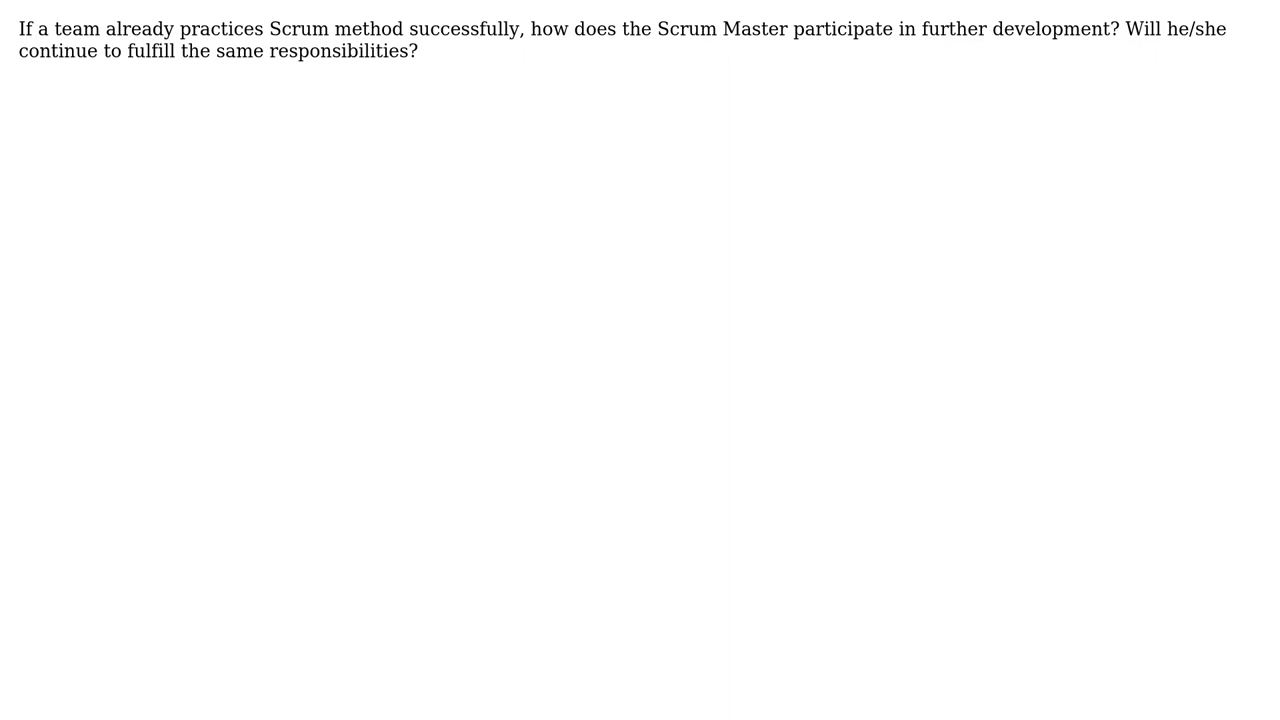 If a team already practices Scrum method successfully, how does the Scrum Master participate in further development? Will he/she
continue to fulfill the same responsibilities?